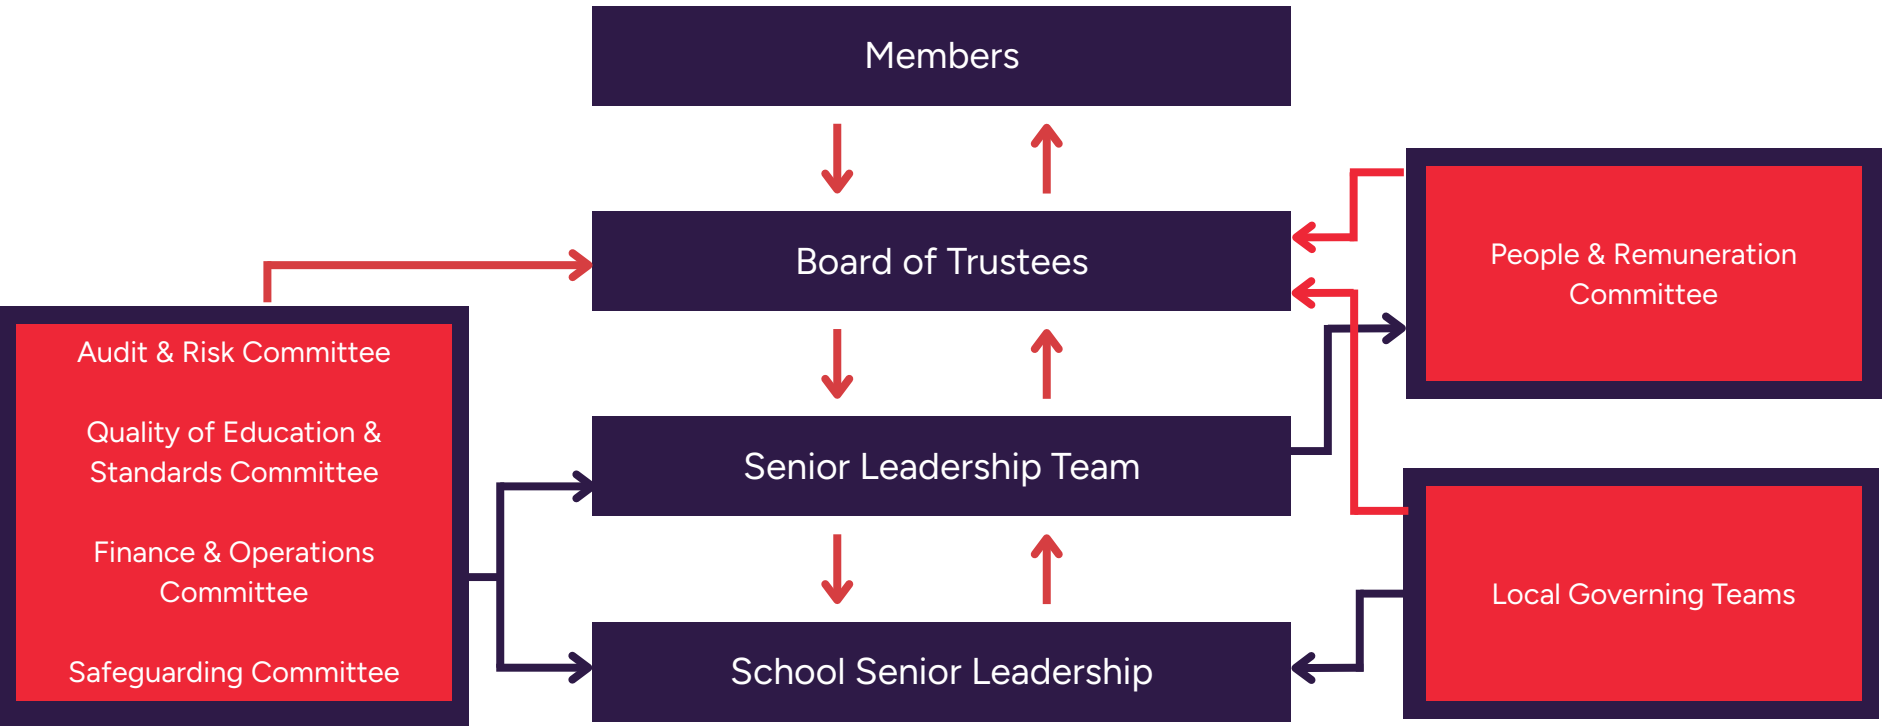 Members
Board of Trustees
People & Remuneration
Committee
Audit & Risk Committee
Quality of Education &
Standards Committee
Finance & Operations
Committee
Safeguarding Committee
Senior Leadership Team
School Senior Leadership
Local Governing Teams